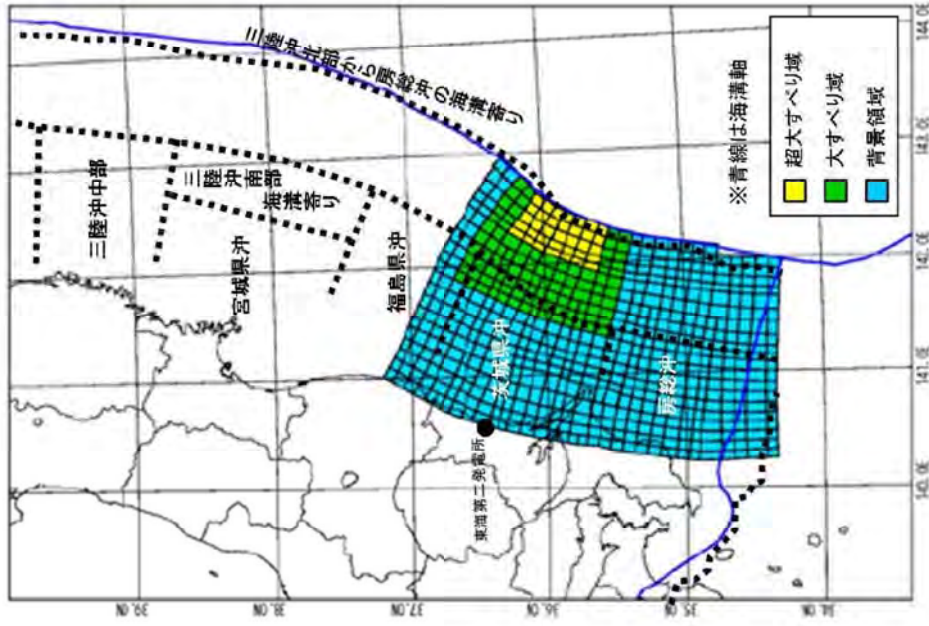 144.0E
143.0E
142.0E
141.0E
140.0E
39.0N
38.0N
37.0N
36.0N
35.0N
34.0N
三陸沖北部から房総沖の海溝寄り
三陸沖中部
三陸沖南部
海溝寄り
宮城県沖
福島県沖
茨城県沖
房総沖
東海第二発電所
※青線は海溝軸
超大すべり域
大すべり域
背景領域